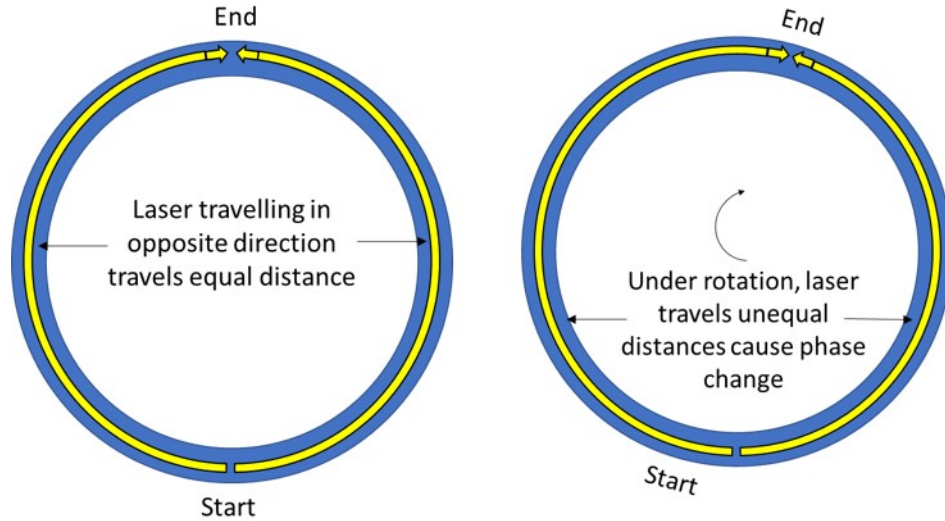 End
Laser travelling in
opposite direction
travels equal distance
Start
End
Under rotation, laser
travels unequal
distances cause phase
change
Start